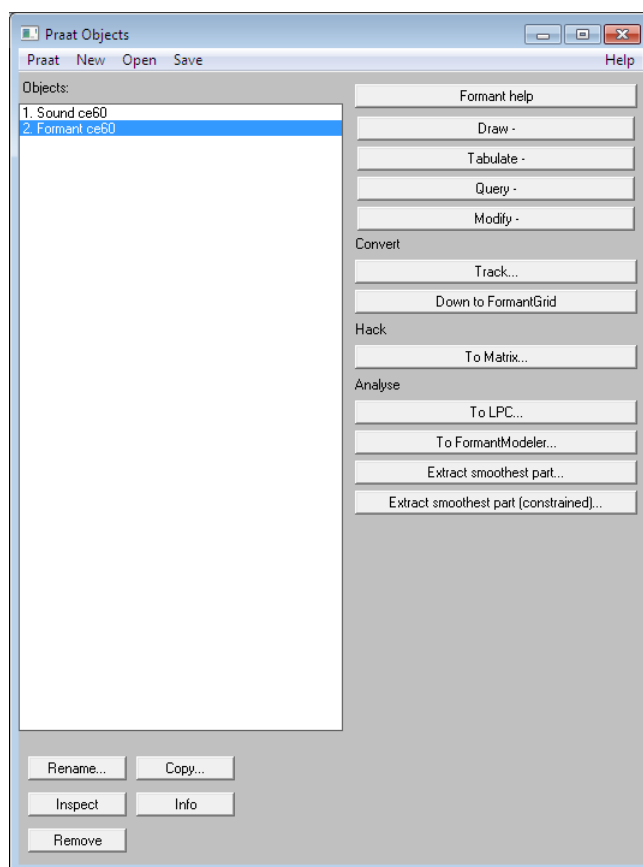 Praat Objects
Praat New Open Save Help
Objects:
1. Sound ce60
2. Formant ce60
Formant help
Draw -
Tabulate -
Query -
Modify -
Convert
Track...
Down to FormantGrid
Hack
To Matrix...
Analyse
To LPC...
To FormantModeler...
Extract smoothest part...
Extract smoothest part (constrained)...
Rename... Copy...
Inspect Info
Remove